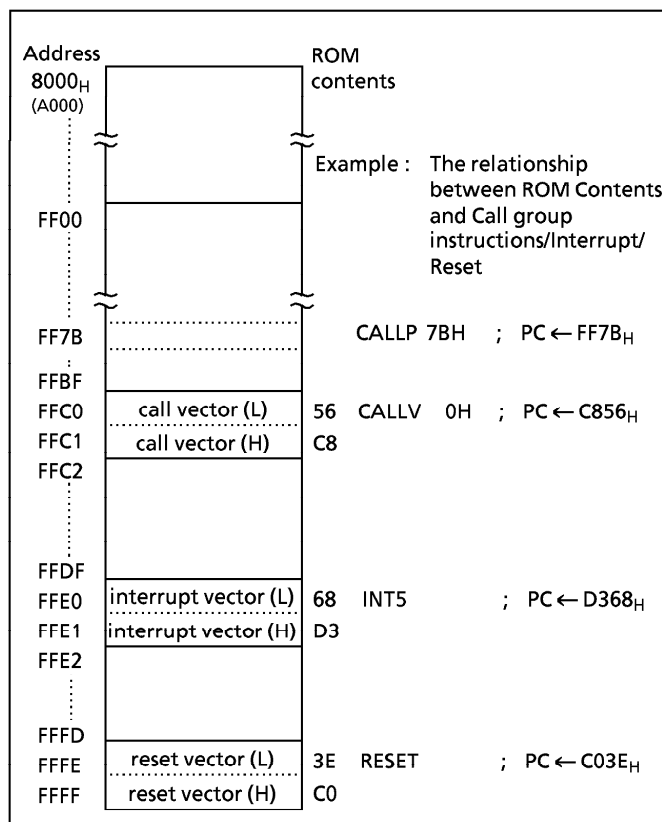 Address ROM
8000H contents
(A000)
Example : The relationship
between ROM Contents
and Call group
instructions/Interrupt/
Reset
FF00
FF7B CALLP 7BH ; PC ← FF7BH
FFBF
FFC0 call vector (L) 56 CALLV 0H ; PC ← C856H
FFC1 call vector (H) C8
FFC2
FFDF
FFE0 interrupt vector (L) 68 INT5 ; PC ← D368H
FFE1 interrupt vector (H) D3
FFE2
FFFD
FFFE reset vector (L) 3E RESET ; PC ← C03EH
FFFF reset vector (H) C0